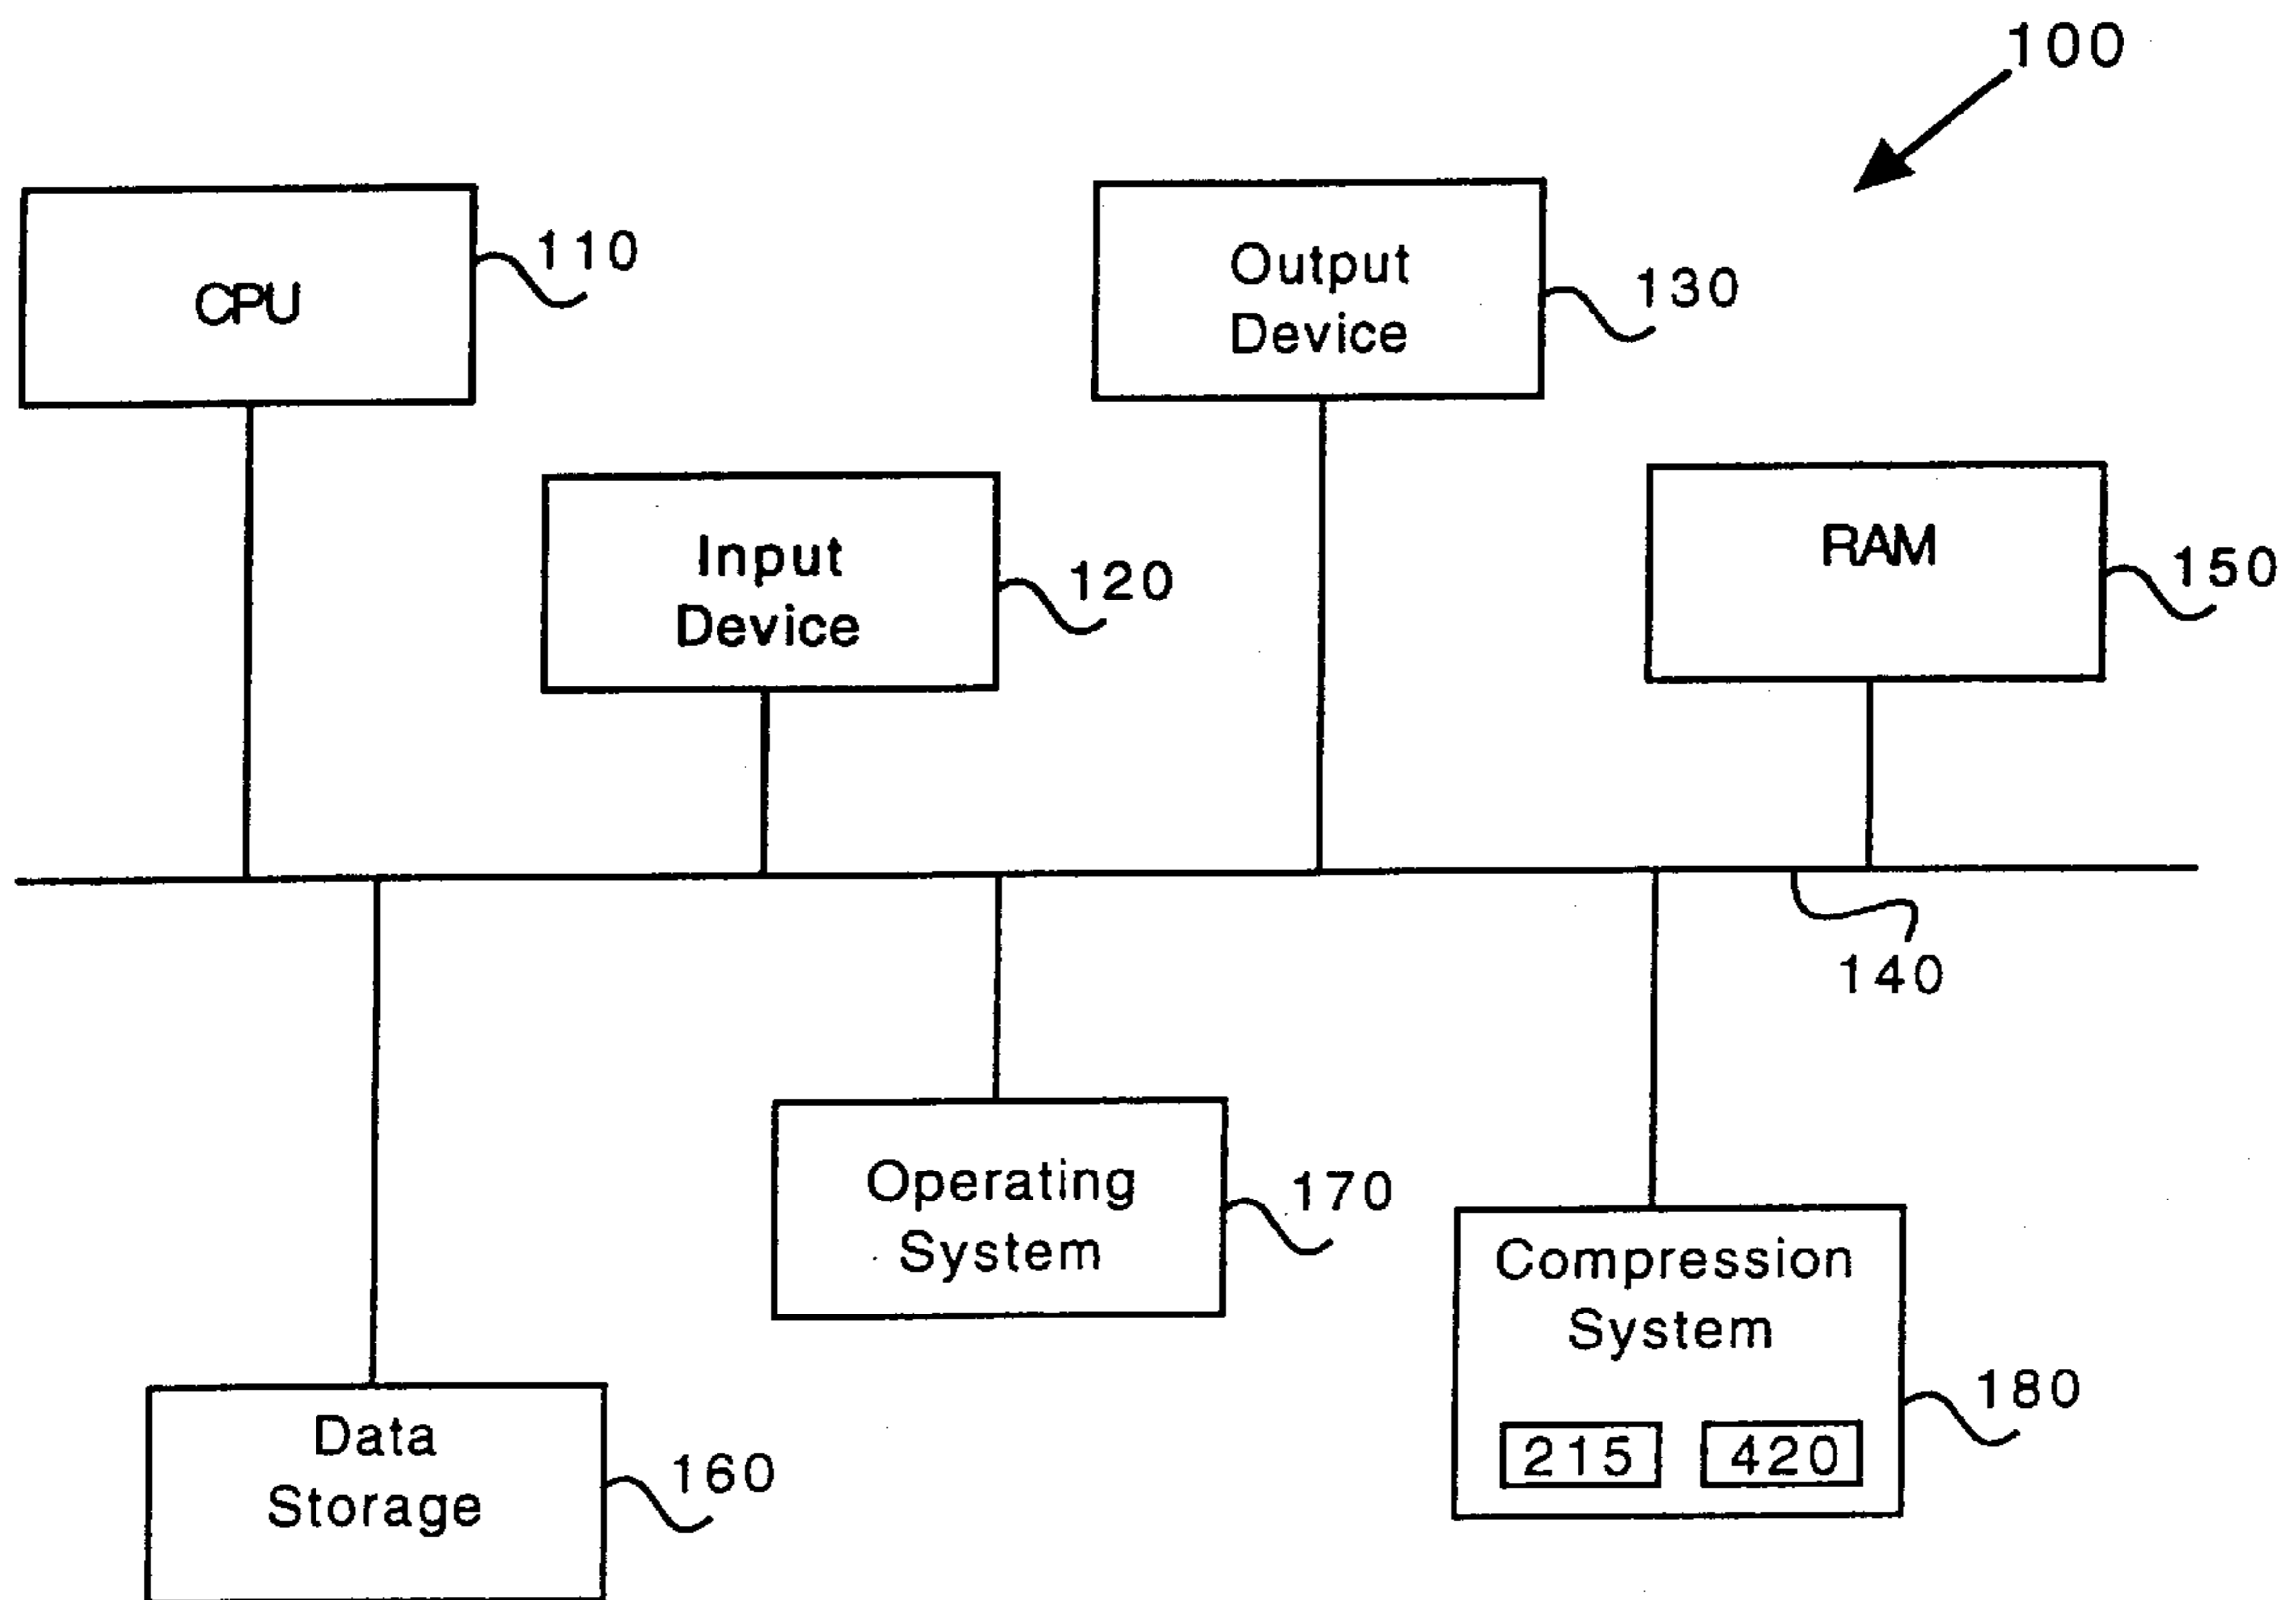 100
CPU
110
Output
Device
130
Input
Device
120
RAM
150
140
Operating
System
170
Compression
System
215 420
180
Data
Storage
160